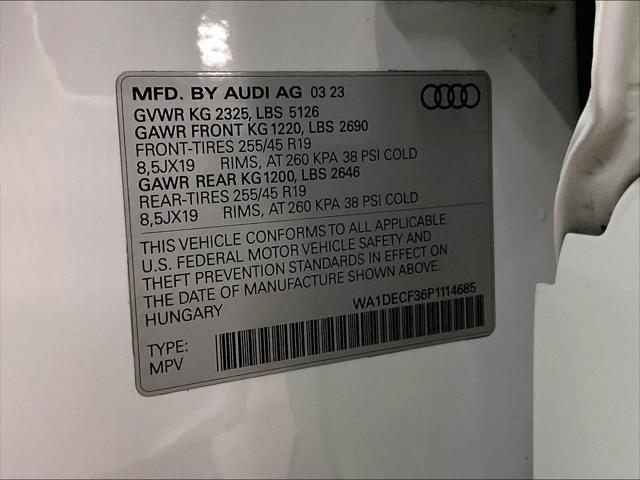 MFD. BY AUDI AG 03 23
GVWR KG 2325, LBS 5126
GAWR FRONT KG 1220, LBS 2690
FRONT-TIRES 255/45 R19
8,5JX19 RIMS, AT 260 KPA 38 PSI COLD
GAWR REAR KG1200, LBS 2646
REAR-TIRES 255/45 R19
8,5JX19 RIMS, AT 260 KPA 38 PSI COLD
THIS VEHICLE CONFORMS TO ALL APPLICABLE
U.S. FEDERAL MOTOR VEHICLE SAFETY AND
THEFT PREVENTION STANDARDS IN EFFECT ON
THE DATE OF MANUFACTURE SHOWN ABOVE.
HUNGARY
WA1DECF36P1114685
TYPE:
MPV